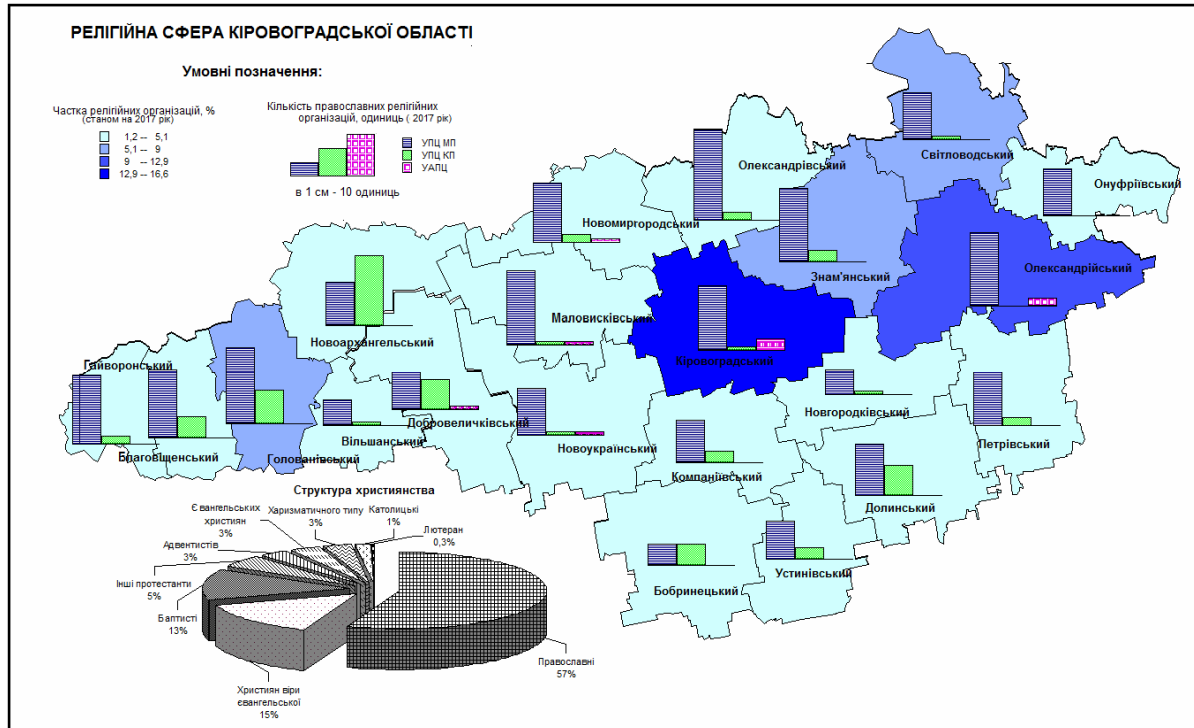 РЕЛІГІЙНА СФЕРА КІРОВОГРАДСЬКОЇ ОБЛАСТІ
Умовні позначення:
Частка релігійних організацій, %
(станом на 2017 рік)
1,2 -- 5,1
5,1 -- 9
9 -- 12,9
12,9 -- 16,6
Кількість православних релігійних
організацій, одиниць ( 2017 рік)
УПЦ МП
УПЦ КП
УАПЦ
в 1 см - 10 одиниць
Світловодський
Олександрівський
Онуфріївський
Новомиргородський
Знам'янський
Олександрійський
Маловисківський
Новоархангельський
Кіровоградський
Гайворонський
Новгородківський
Добровеличківський
Вільшанський
Петрівський
Новоукраїнський
Благовіщенський
Голованівський
Компаніївський
Долинський
Устинівський
Бобринецький
Структура християнства
Є вангельських
християн
3%
Харизматичного типу
3%
Католицькі
1%
Лютеран
0,3%
Адвентистів
3%
Інші протестанти
5%
Баптисті
13%
Християн віри
євангельської
15%
Православні
57%